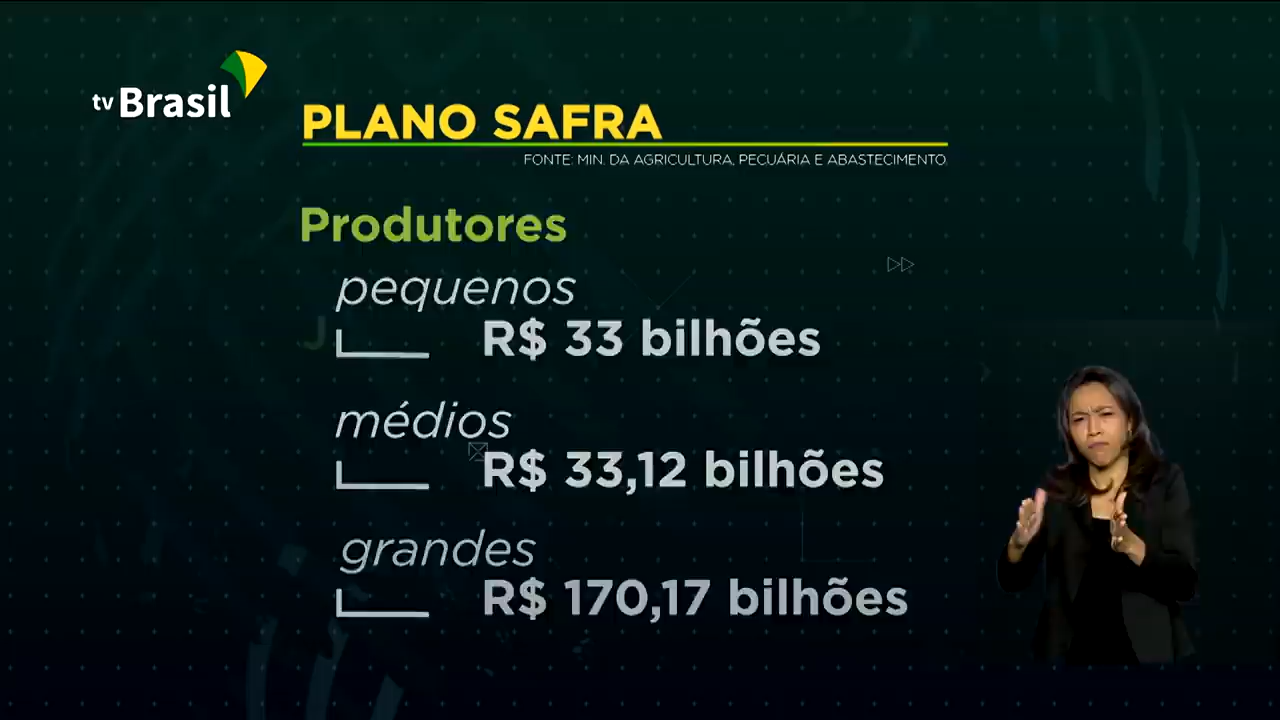 tv Brasil
PLANO SAFRA
FONTE: MIN. DA AGRICULTURA, PECUÁRIA E ABASTECIMENTO
Produtores
pequenos
J
R$ 33 bilhões
médios
R$ 33,12 bilhões
grandes
R$ 170,17 bilhões